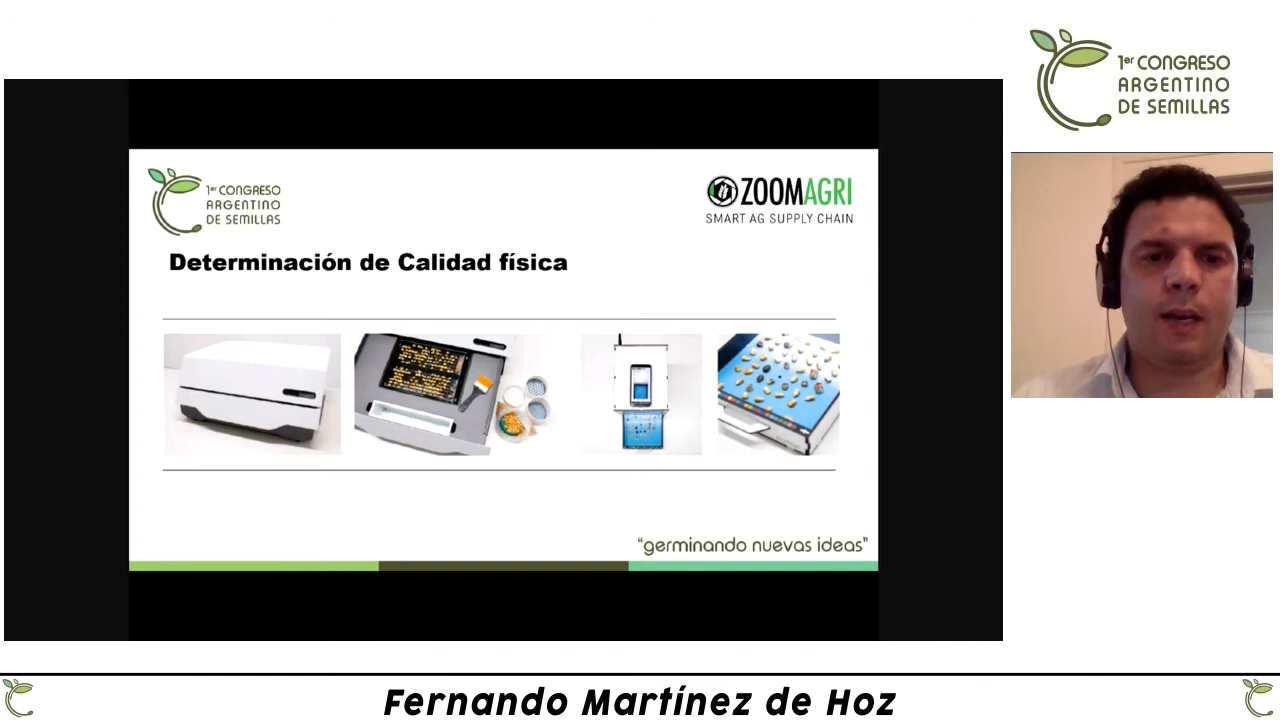 1er CONGRESO
ARGENTINO
DE SEMILLAS
1er CONGRESO
ARGENTINO
DE SEMILLAS
ZOOMAGRI
SMART AG SUPPLY CHAIN
Determinación de Calidad física
“germinando nuevas ideas”
Fernando Martínez de Hoz